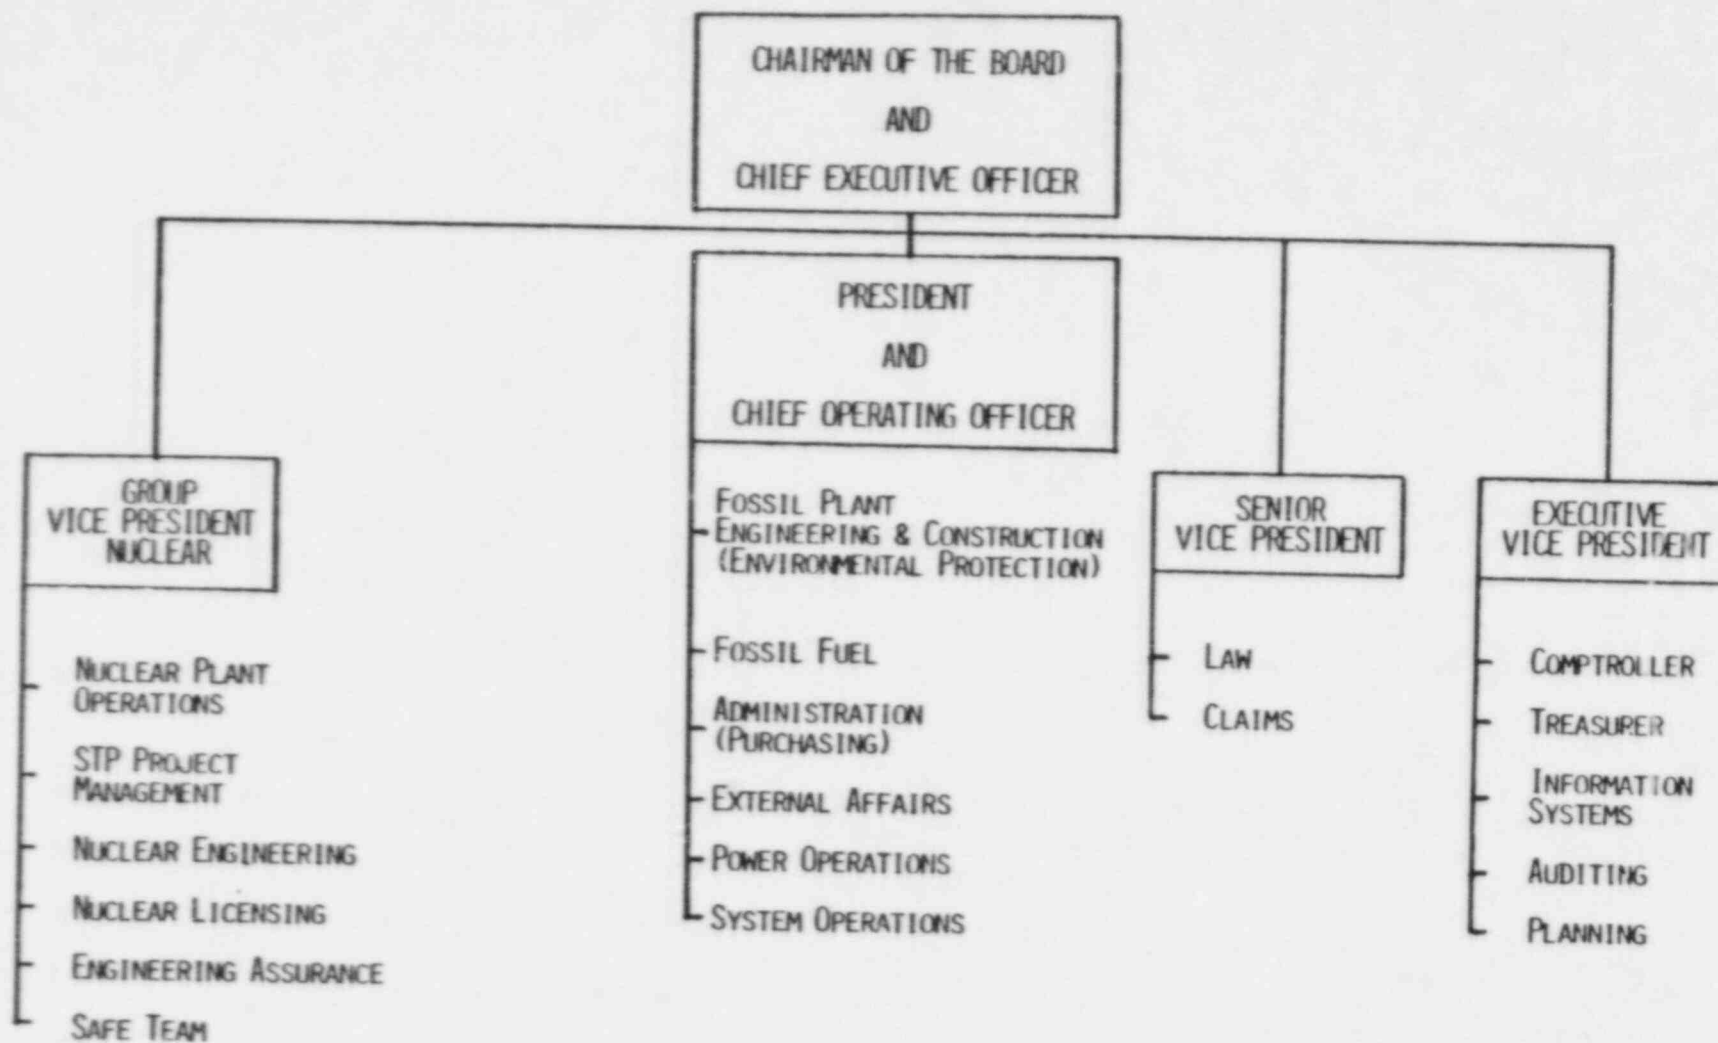 CHAIRMAN OF THE BOARD
AND
CHIEF EXECUTIVE OFFICER
PRESIDENT
AND
CHIEF OPERATING OFFICER
GROUP
VICE PRESIDENT
NUCLEAR
NUCLEAR PLANT
OPERATIONS
STP PROJECT
MANAGEMENT
NUCLEAR ENGINEERING
NUCLEAR LICENSING
ENGINEERING ASSURANCE
SAFE TEAM
FOSSIL PLANT
ENGINEERING & CONSTRUCTION
(ENVIRONMENTAL PROTECTION)
FOSSIL FUEL
ADMINISTRATION
(PURCHASING)
EXTERNAL AFFAIRS
POWER OPERATIONS
SYSTEM OPERATIONS
SENIOR
VICE PRESIDENT
LAW
CLAIMS
EXECUTIVE
VICE PRESIDENT
COMPTROLLER
TREASURER
INFORMATION
SYSTEMS
AUDITING
PLANNING